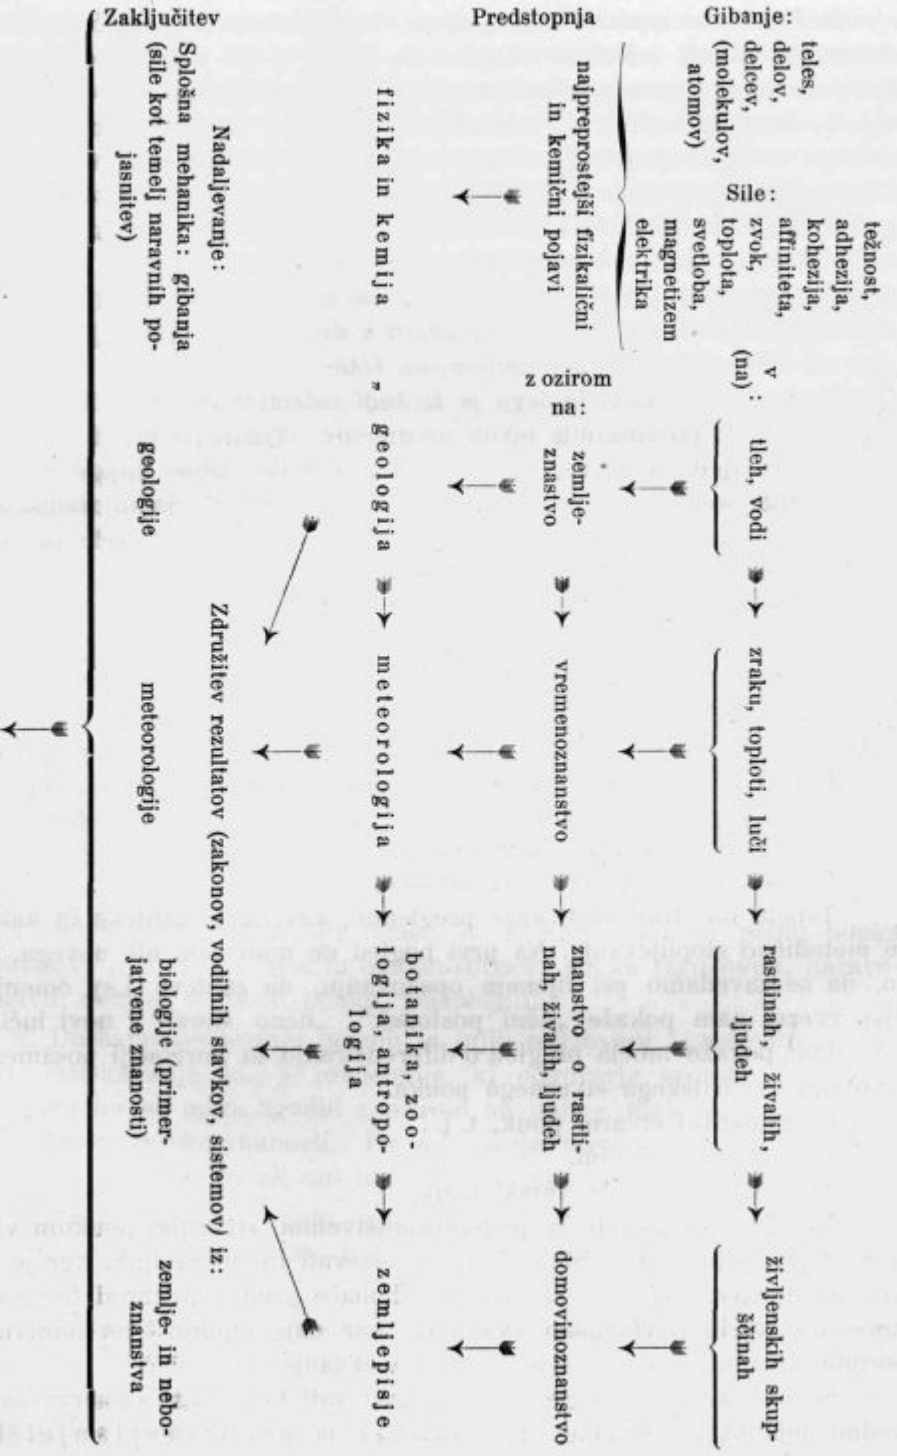 Gibanje:
teles,
delov,
delcev,
(molekulov,
atomov)
Sile:
težnost,
adhezija,
kohezija,
affiniteta,
zvok,
toplota,
svetloba,
magnetizem
elektrika
v
(na) :
tleh, vodi
zraku, toploti, luči
rastlinah, živalih,
ljudeh
življenskih skup-
ščinah
Predstopnja
najpreprostejši fizikalični
in kemični pojavi
z ozirom
na:
zemlje-
znastvo
vremenoznanstvo
znanstvo o rastli-
nah, živalih, ljudeh
domovinoznanstvo
fizika in kemija
„ geologija
meteorologija
botanika, zoo-
logija antropo-
logija
zemljepisje
Nadaljevanje:
Združitev rezultatov (zakonov, vodilnih stavkov, sistemov) iz:
Zaključitev
Splošna mehanika: gibanja
(sile kot temelj naravnih po-
jasnitev)
geologije
meteorologije
biologije (primer-
jatvene znanosti)
zemlje- in nebo-
znanstva